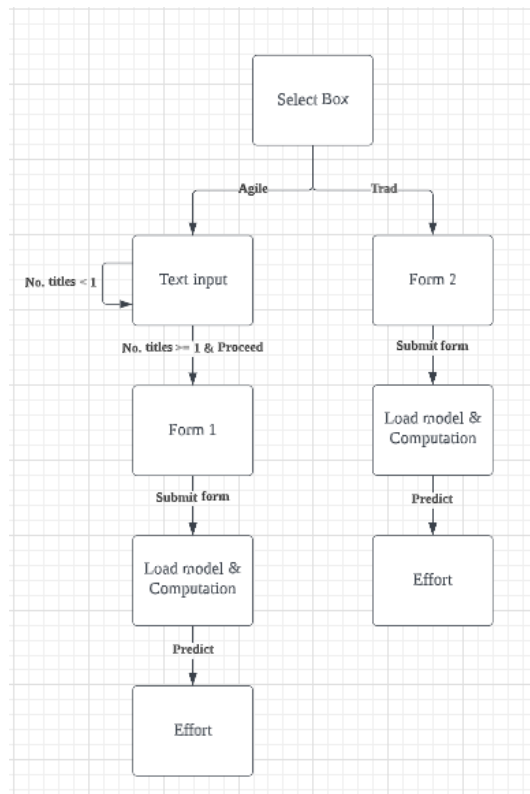 Select Box
Agile
Trad
Text input
Form 2
No. titles < 1
No. titles >= 1 & Proceed
Submit form
Form 1
Load model &
Computation
Submit form
Predict
Load model &
Computation
Effort
Predict
Effort